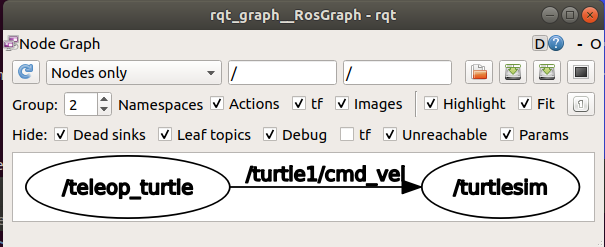 rqt_graph__RosGraph - rqt
Node Graph
D ? - O
Nodes only / /
Group: 2 Namespaces Actions tf Images Highlight Fit
Hide: Dead sinks Leaf topics Debug tf Unreachable Params
/teleop_turtle /turtle1/cmd_vel /turtlesim